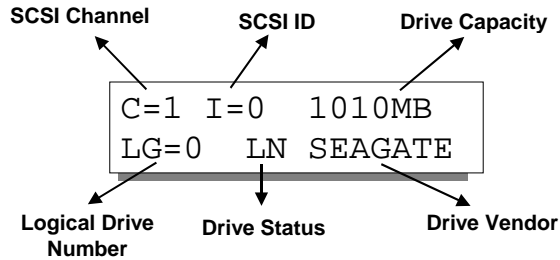 SCSI Channel SCSI ID Drive Capacity
C=1 I=0 1010MB
LG=0 LN SEAGATE
Logical Drive Number Drive Status Drive Vendor